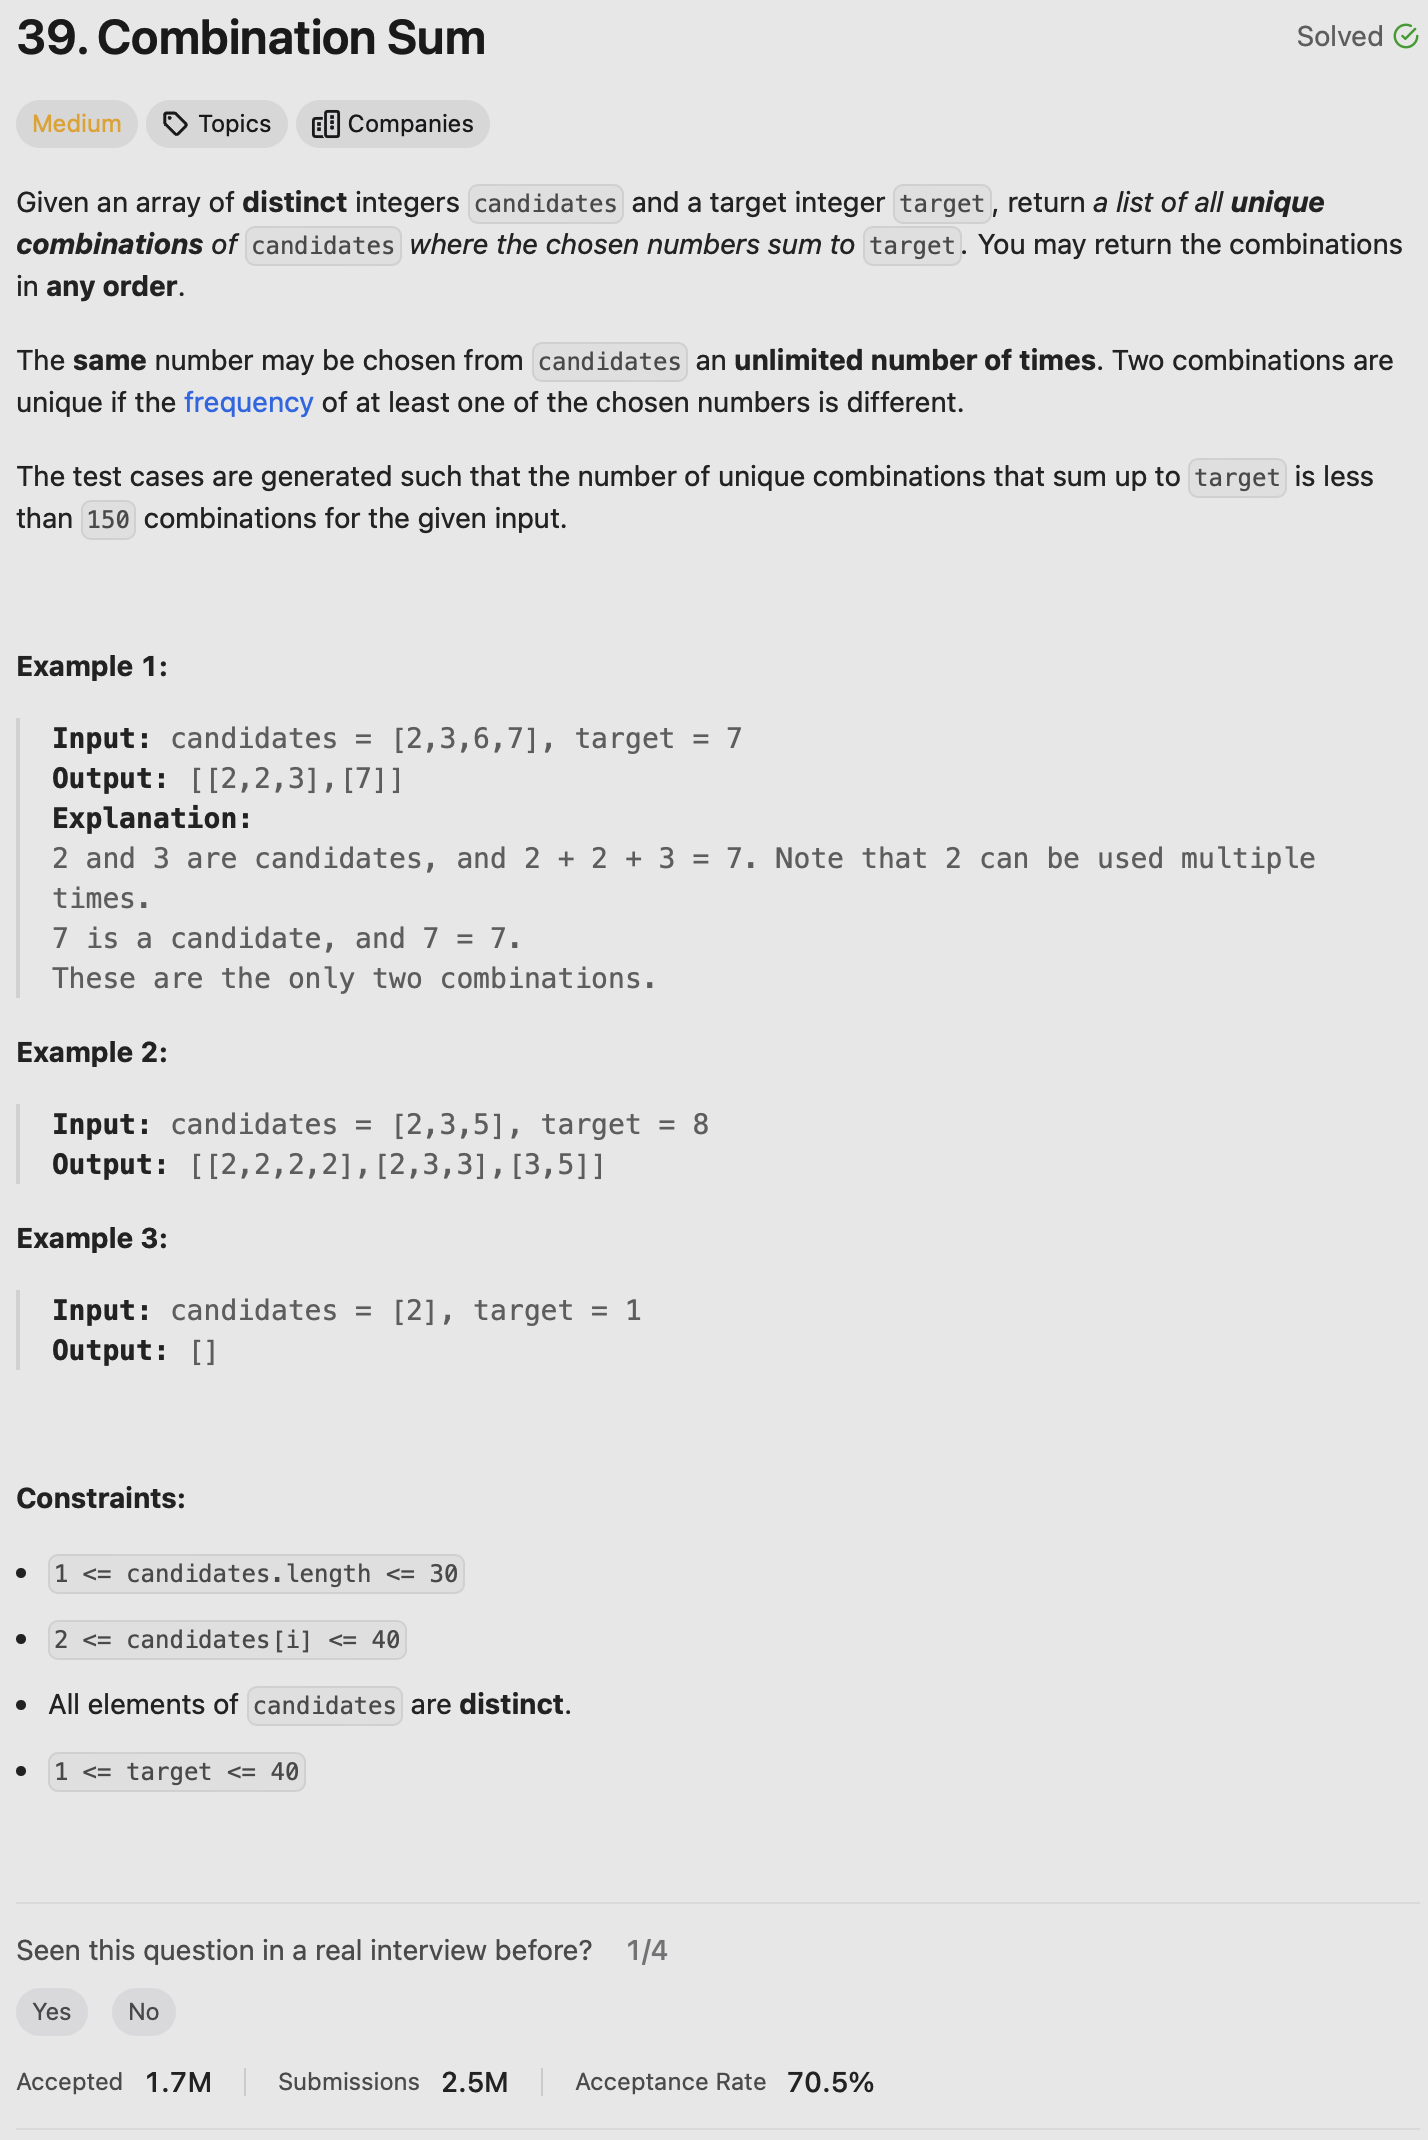 39. Combination Sum
Solved
Medium
Topics
Companies
Given an array of distinct integers candidates and a target integer target, return a list of all unique
combinations of candidates where the chosen numbers sum to target. You may return the combinations
in any order.
The same number may be chosen from candidates an unlimited number of times. Two combinations are
unique if the frequency of at least one of the chosen numbers is different.
The test cases are generated such that the number of unique combinations that sum up to target is less
than 150 combinations for the given input.
Example 1:
Input: candidates = [2,3,6,7], target = 7
Output: [[2,2,3],[7]]
Explanation:
2 and 3 are candidates, and 2 + 2 + 3 = 7. Note that 2 can be used multiple
times.
7 is a candidate, and 7 = 7.
These are the only two combinations.
Example 2:
Input: candidates = [2,3,5], target = 8
Output: [[2,2,2,2],[2,3,3],[3,5]]
Example 3:
Input: candidates = [2], target = 1
Output: []
Constraints:
• 1 <= candidates.length <= 30
• 2 <= candidates[i] <= 40
• All elements of candidates are distinct.
• 1 <= target <= 40
Seen this question in a real interview before? 1/4
Yes No
Accepted 1.7M Submissions 2.5M Acceptance Rate 70.5%